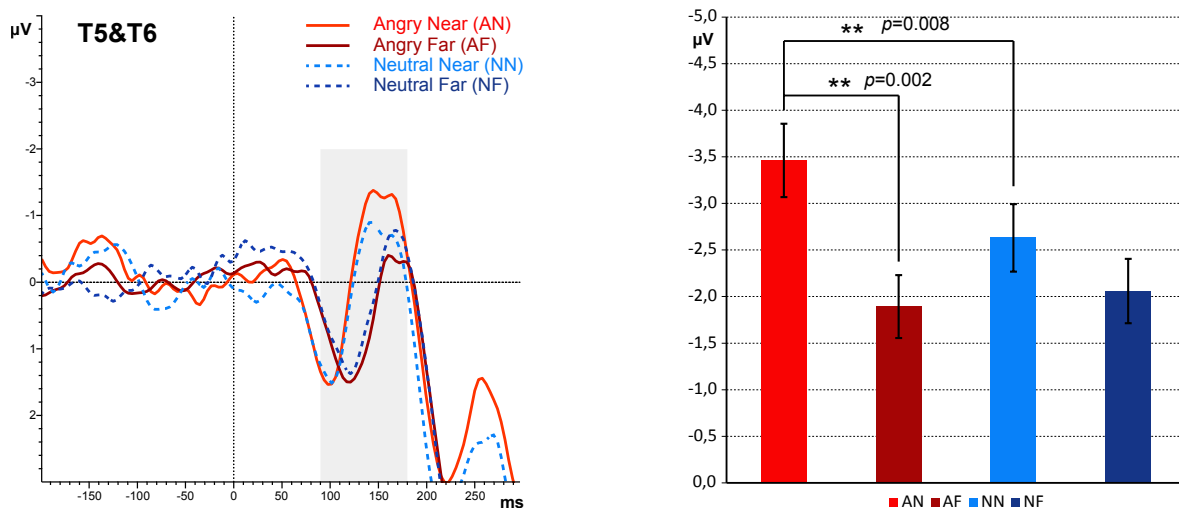 µV
T5&T6
Angry Near (AN)
Angry Far (AF)
Neutral Near (NN)
Neutral Far (NF)
-3
-2
-1
0
1
2
-150
-100
-50
0
50
100
150
200
250
ms
-5,0
µV
-4,5
-4,0
-3,5
-3,0
-2,5
-2,0
-1,5
-1,0
-0,5
0,0
** p=0.008
** p=0.002
AN AF NN NF